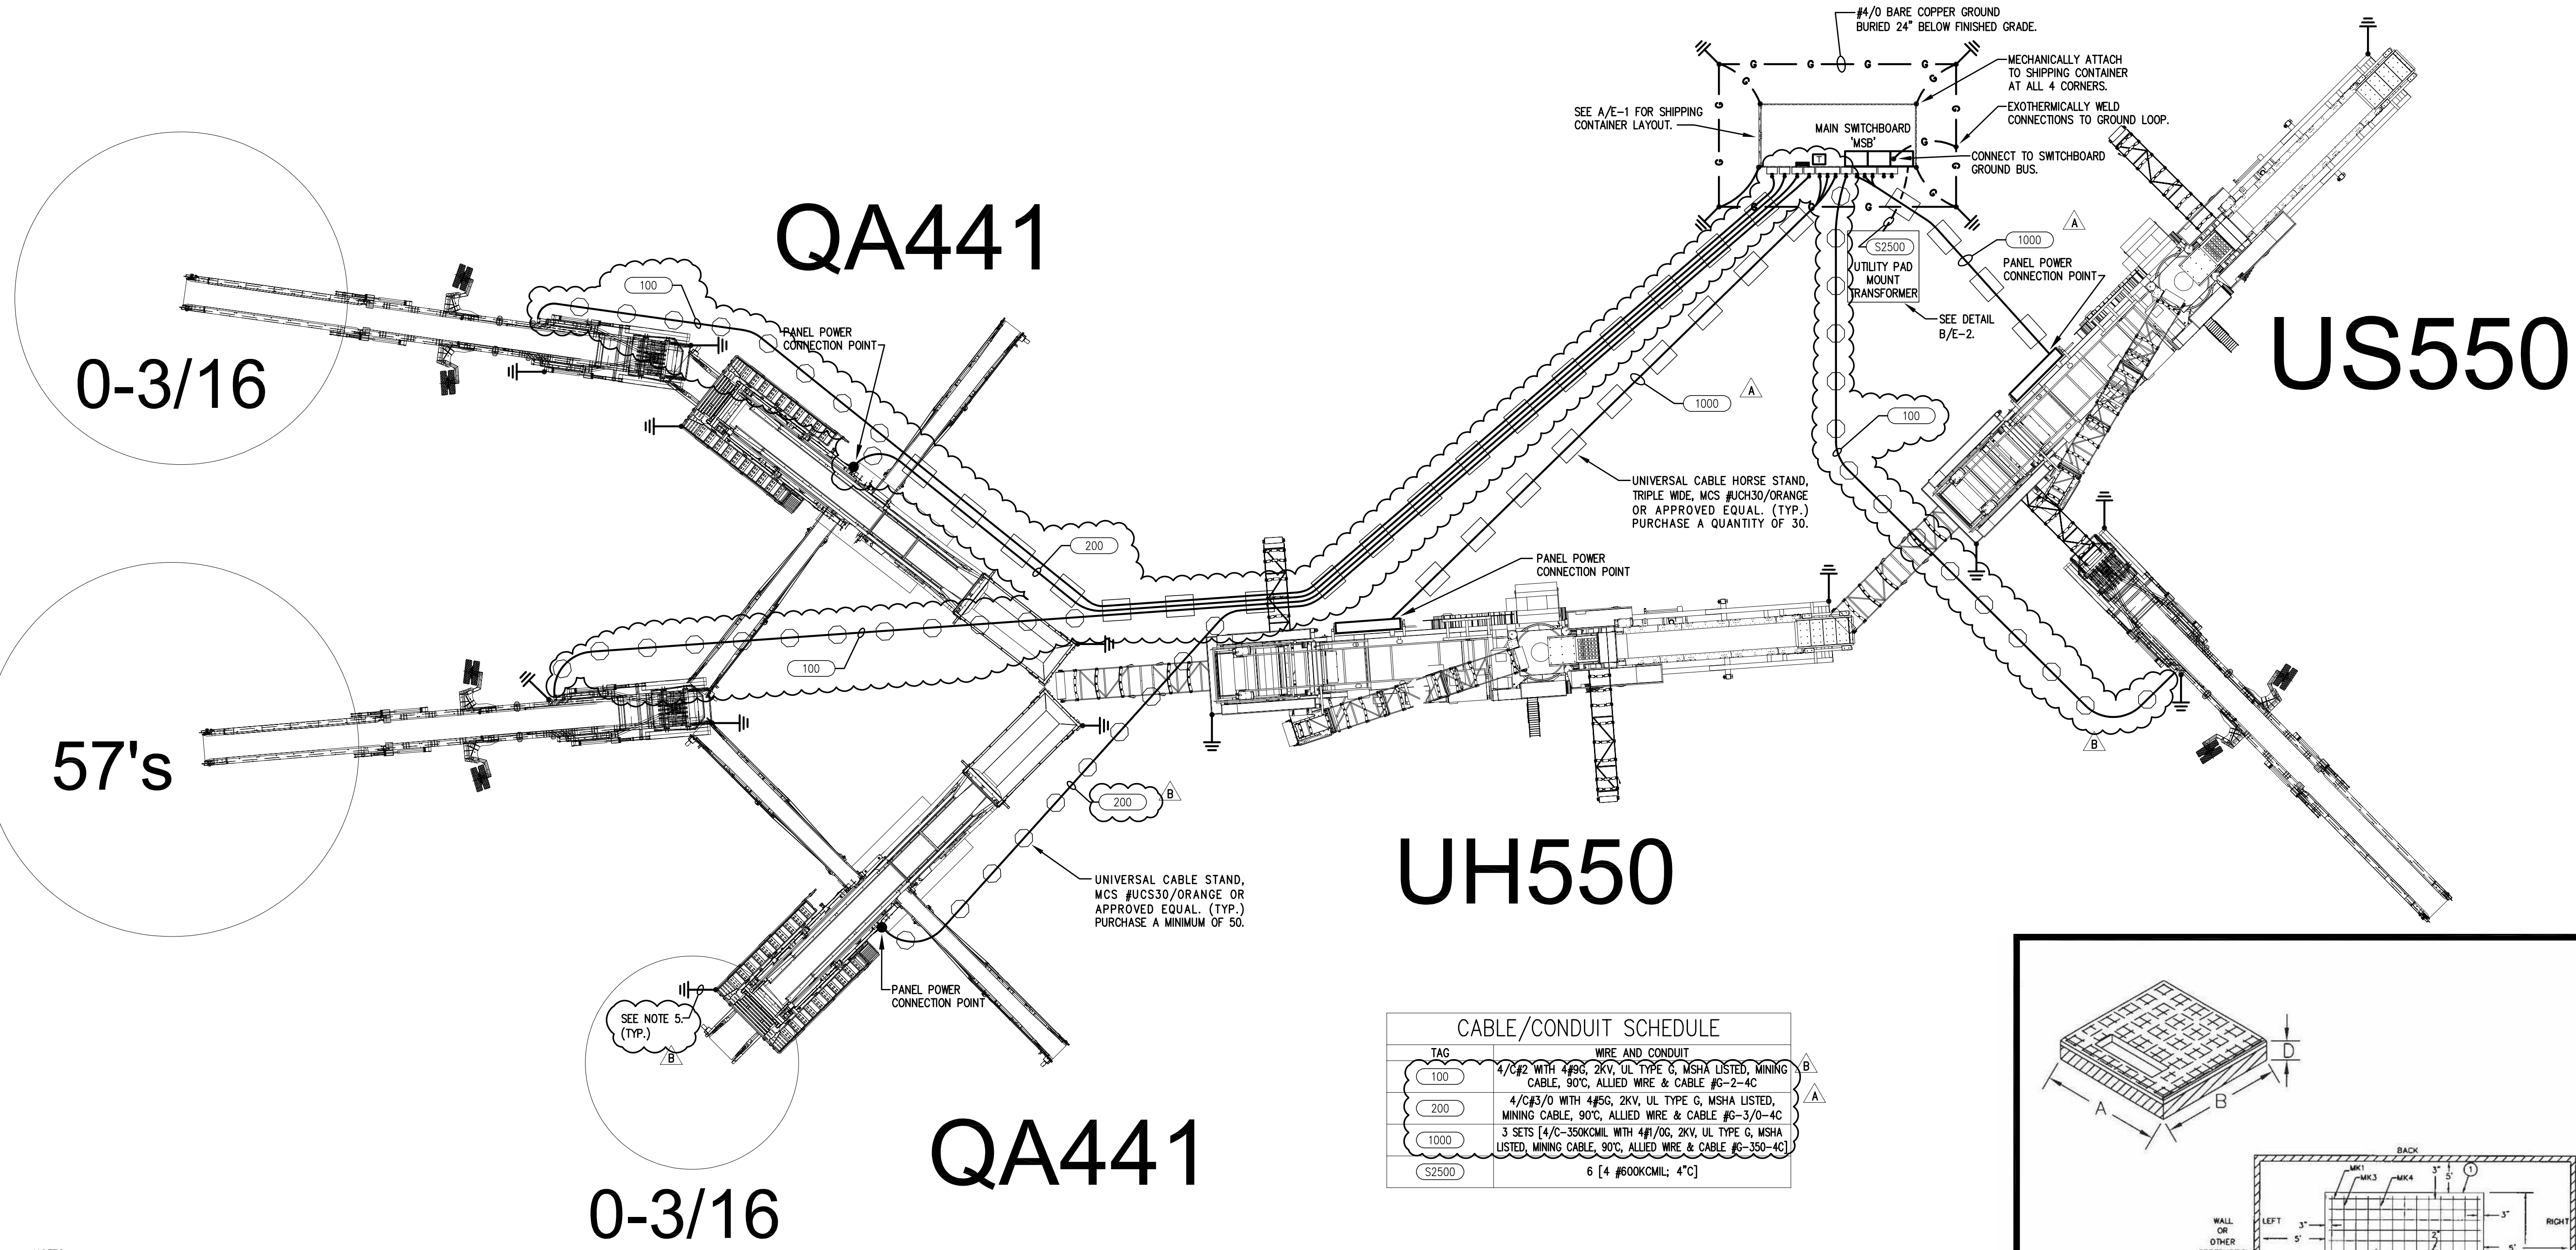 #4/0 BARE COPPER GROUND
BURIED 24" BELOW FINISHED GRADE.
MECHANICALLY ATTACH
TO SHIPPING CONTAINER
AT ALL 4 CORNERS.
SEE A/E-1 FOR SHIPPING
CONTAINER LAYOUT.
EXOTHERMICALLY WELD
CONNECTIONS TO GROUND LOOP.
MAIN SWITCHBOARD
'MSB'
CONNECT TO SWITCHBOARD
GROUND BUS.
G G G G
G G
G G
G G
G G
G G
G
T
QA441
A
1000
S2500
UTILITY PAD
MOUNT
TRANSFORMER
PANEL POWER
CONNECTION POINT
SEE DETAIL
B/E-2.
US550
100
PANEL POWER
CONNECTION POINT
0-3/16
1000
A
100
UNIVERSAL CABLE HORSE STAND,
TRIPLE WIDE, MCS #UCH30/ORANGE
OR APPROVED EQUAL. (TYP.)
PURCHASE A QUANTITY OF 30.
200
PANEL POWER
CONNECTION POINT
100
57's
B
200
B
UH550
UNIVERSAL CABLE STAND,
MCS #UCS30/ORANGE OR
APPROVED EQUAL. (TYP.)
PURCHASE A MINIMUM OF 50.
PANEL POWER
CONNECTION POINT
SEE NOTE 5.
(TYP.)
B
QA441
0-3/16
CABLE/CONDUIT SCHEDULE
TAG WIRE AND CONDUIT
100 4/C#2 WITH 4#9G, 2KV, UL TYPE G, MSHA LISTED, MINING
CABLE, 90°C, ALLIED WIRE & CABLE #G-2-4C
B
200 4/C#3/0 WITH 4#5G, 2KV, UL TYPE G, MSHA LISTED,
MINING CABLE, 90°C, ALLIED WIRE & CABLE #G-3/0-4C
A
1000 3 SETS [4/C-350KCMIL WITH 4#1/0G, 2KV, UL TYPE G, MSHA
LISTED, MINING CABLE, 90°C, ALLIED WIRE & CABLE #G-350-4C]
S2500 6 [4 #600KCMIL; 4"C]
D
A
B
BACK
MK1
MK3
MK4
3"
5'
1
WALL
OR
OTHER
LEFT
3"
5'
2"
3"
5'
RIGHT